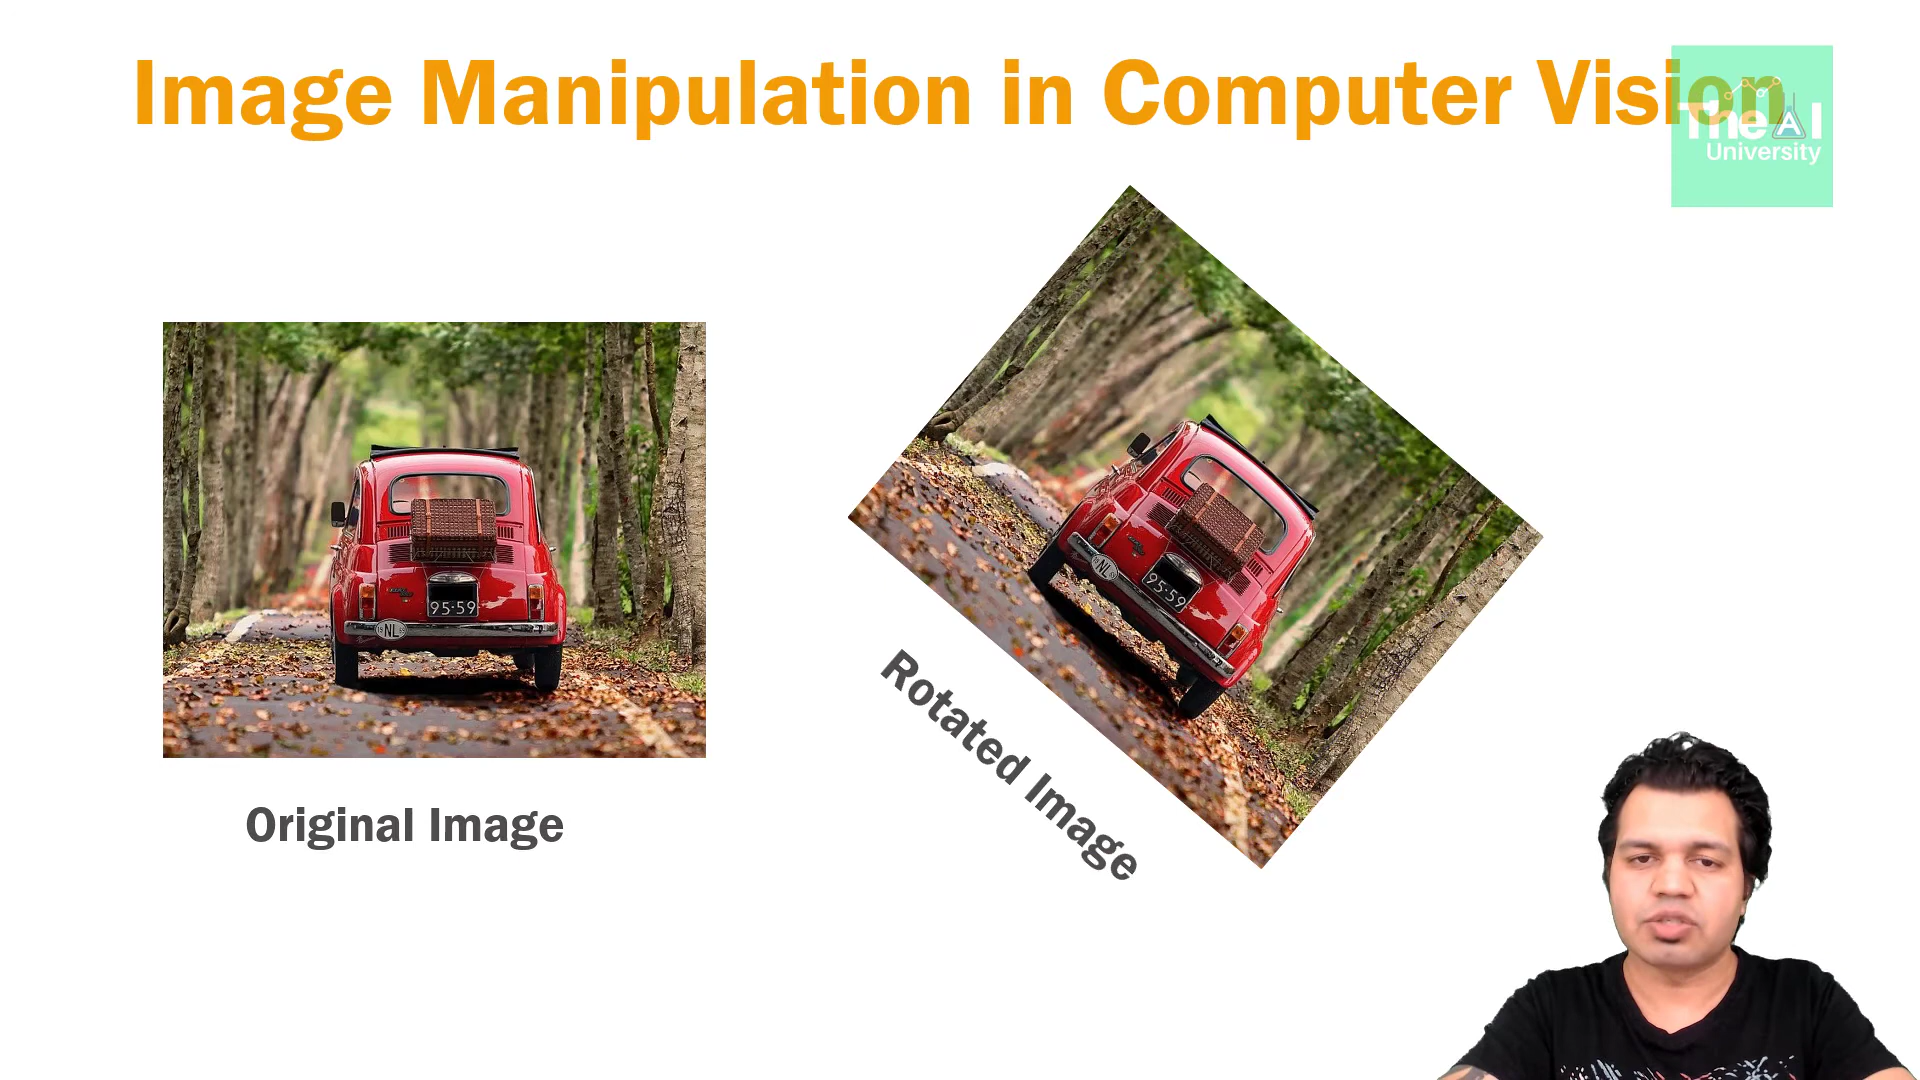 Image Manipulation in Computer Vision
The AI
University
95-59
NL
95-59
NL
Original Image
Rotated Image